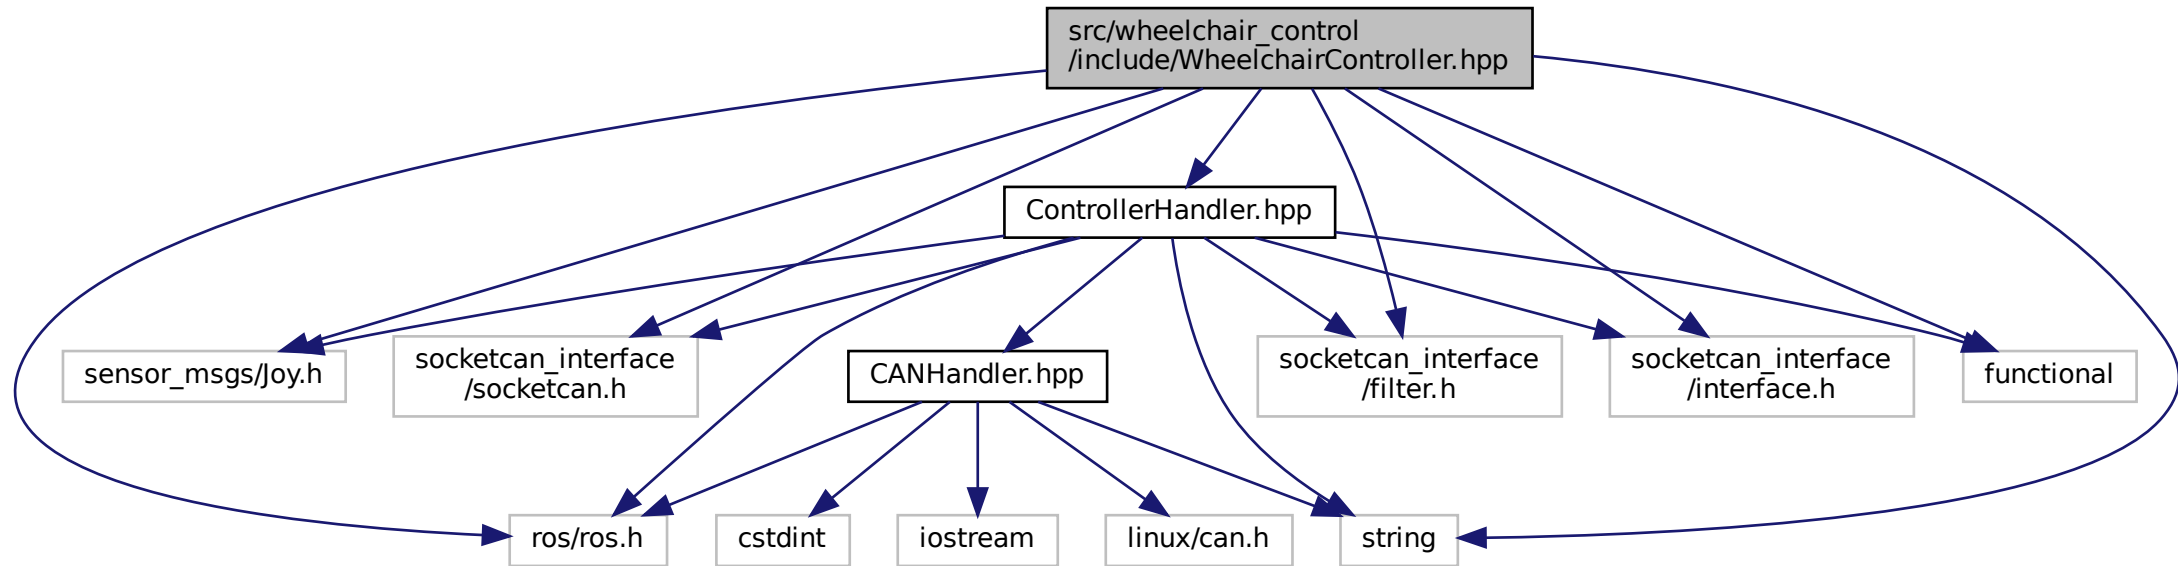 src/wheelchair_control
/include/WheelchairController.hpp
ControllerHandler.hpp
sensor_msgs/Joy.h
socketcan_interface
/socketcan.h
CANHandler.hpp
socketcan_interface
/filter.h
socketcan_interface
/interface.h
functional
ros/ros.h
cstdint
iostream
linux/can.h
string